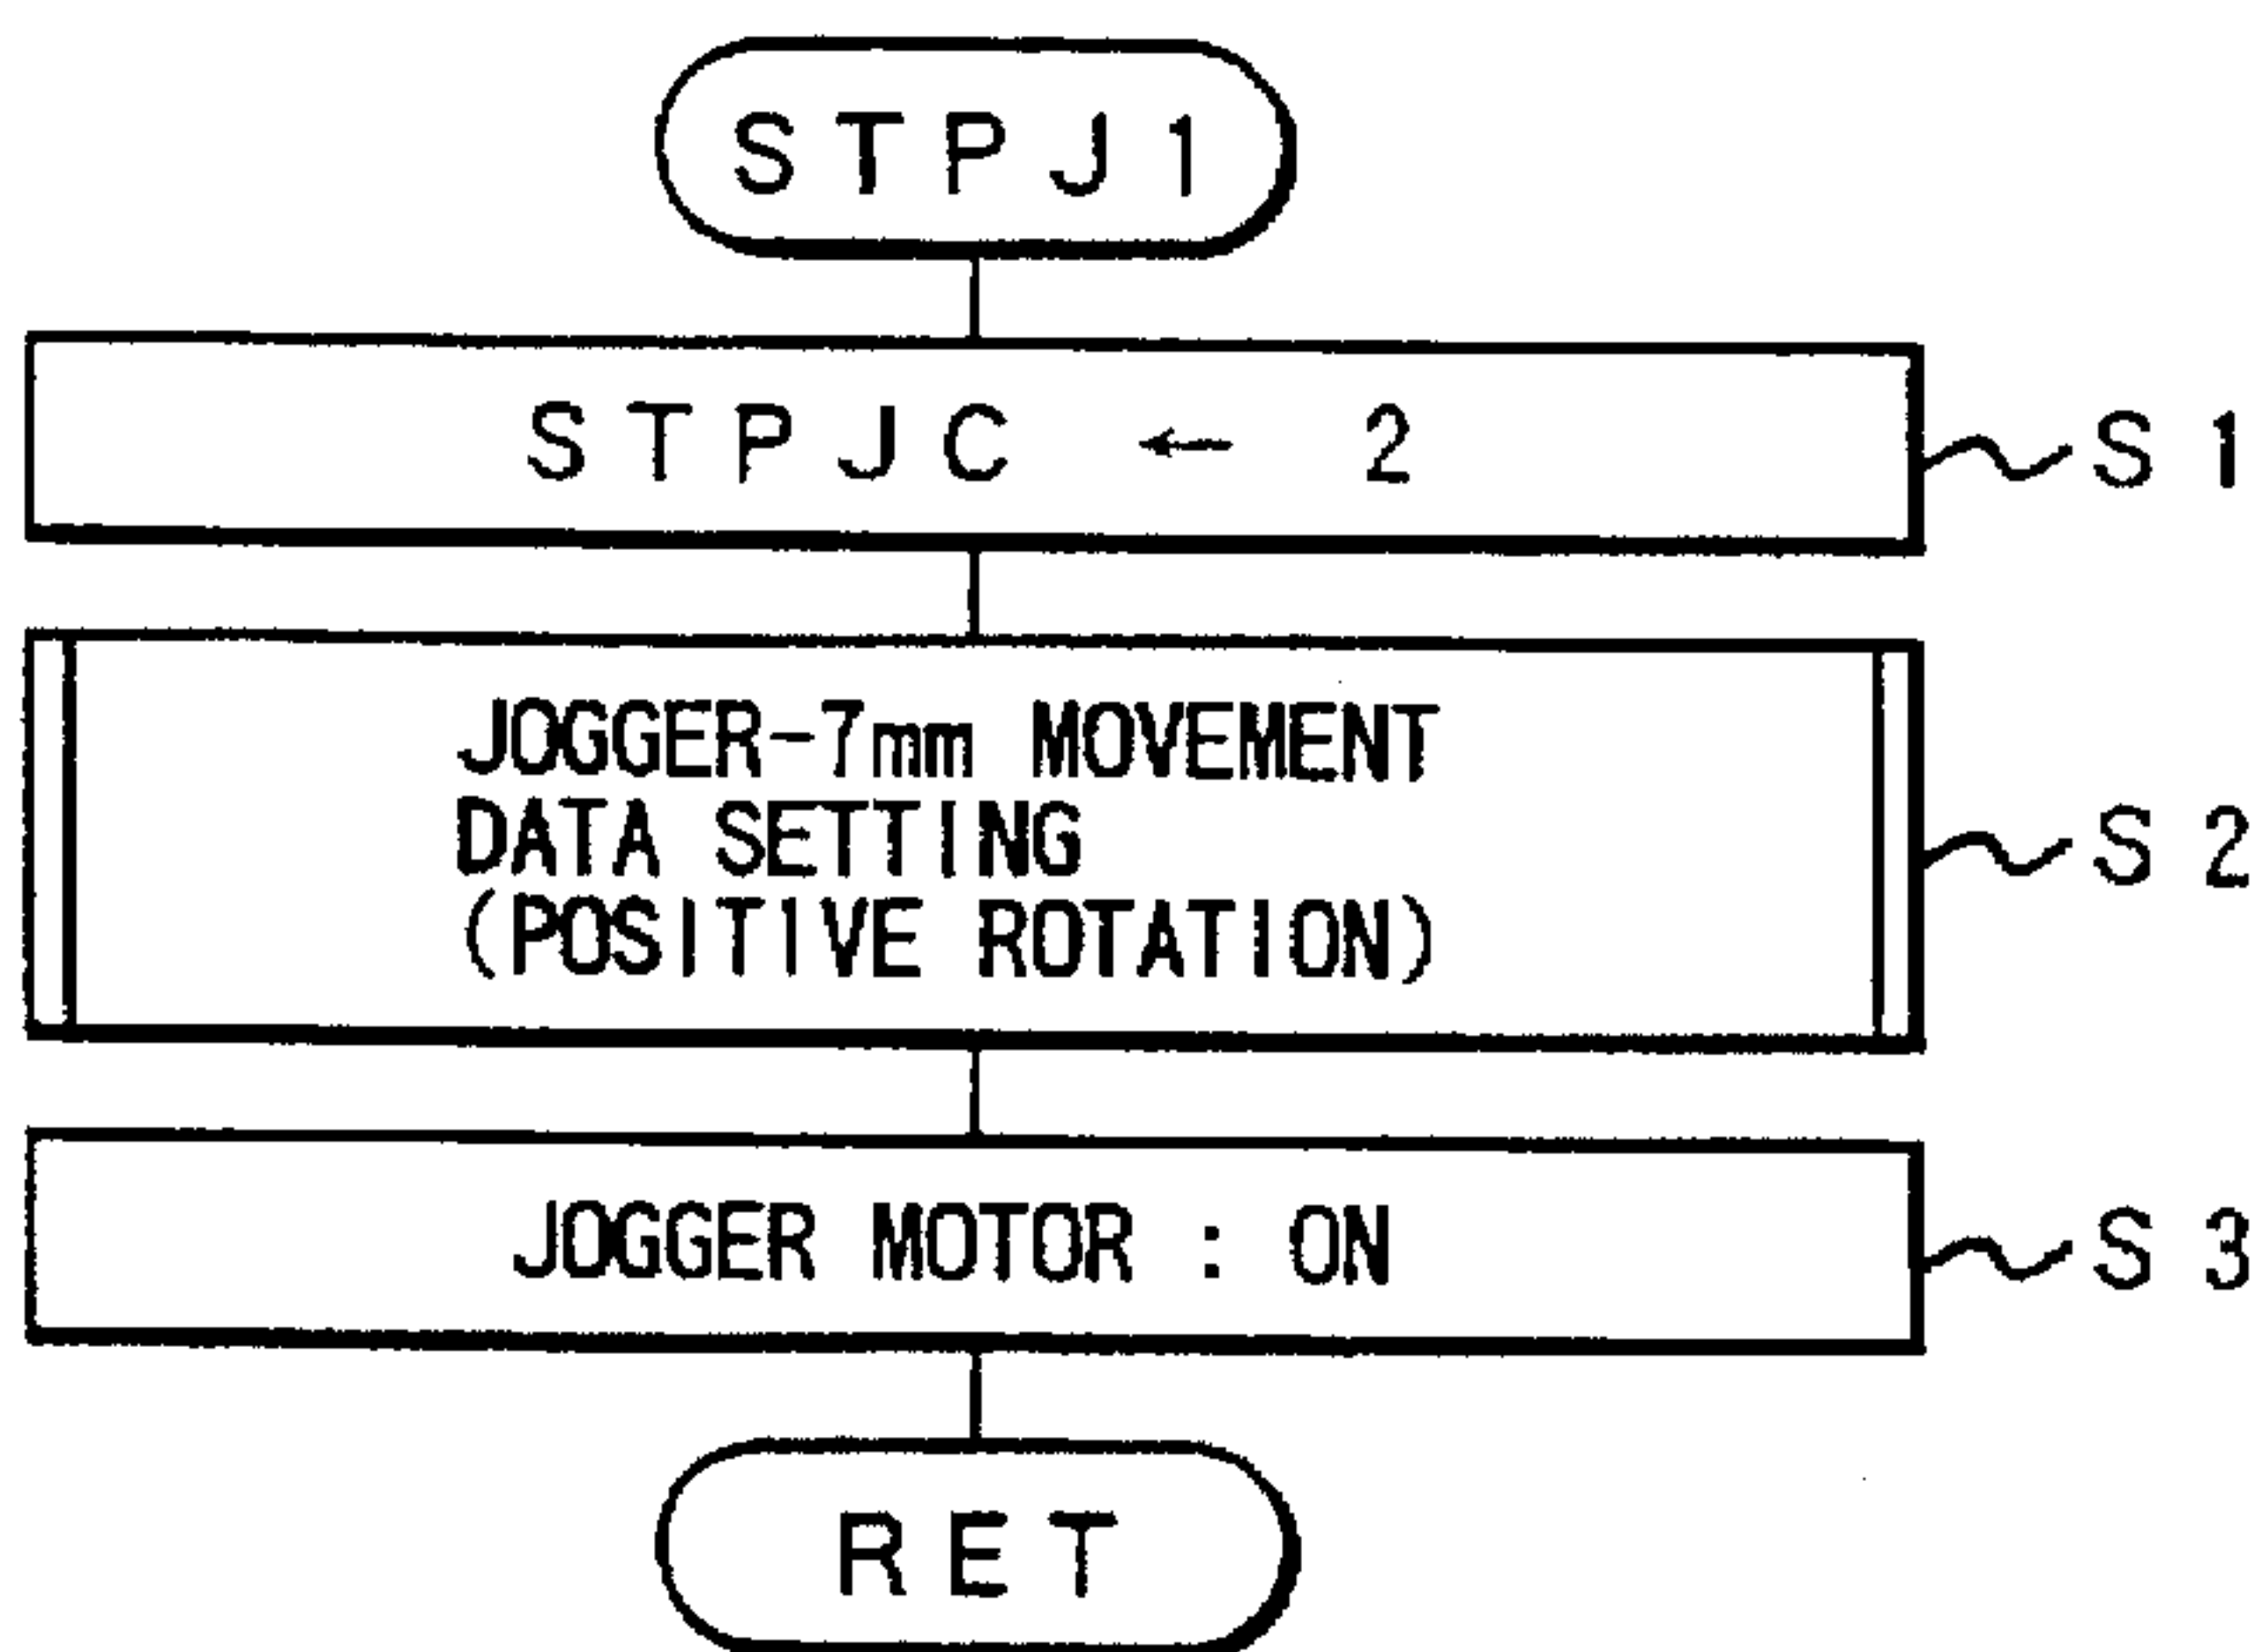 STPJ1
STPJC ← 2
S1
JOGGER-7mm MOVEMENT
DATA SETTING
(POSITIVE ROTATION)
S2
JOGGER MOTOR : ON
S3
RET